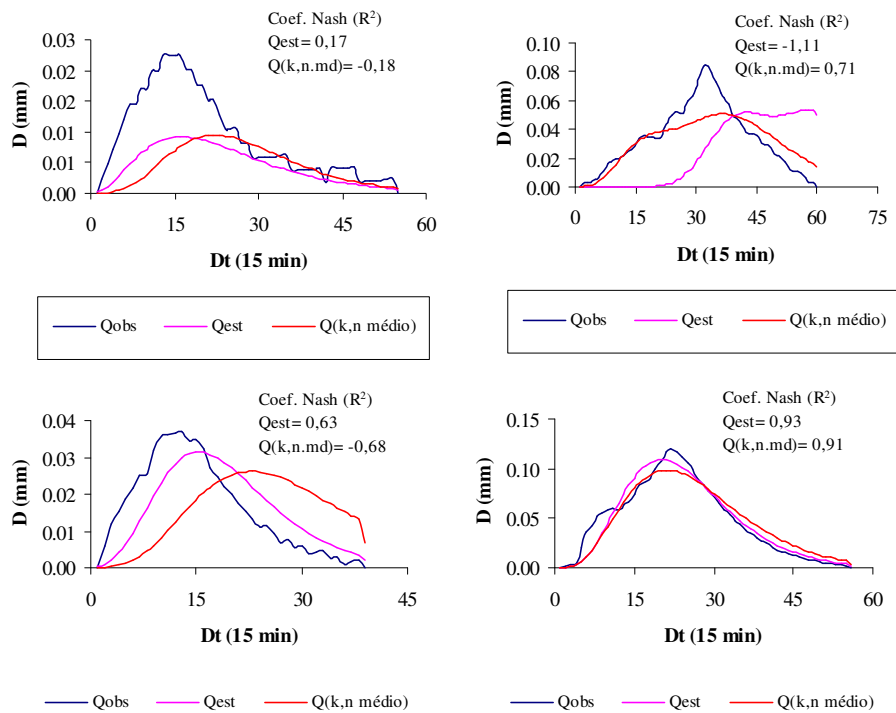 Coef. Nash (R²)
Qest= 0,17
Q(k,n.md)= -0,18
0.03
0.02
0.02
0.01
0.01
0.00
D (mm)
0 15 30 45 60
Dt (15 min)
Qobs Qest Q(k,n médio)
Coef. Nash (R²)
Qest= -1,11
Q(k,n.md)= 0,71
0.10
0.08
0.06
0.04
0.02
0.00
D (mm)
0 15 30 45 60 75
Dt (15 min)
Qobs Qest Q(k,n médio)
Coef. Nash (R²)
Qest= 0,63
Q(k,n.md)= -0,68
0.04
0.03
0.02
0.01
0.00
D (mm)
0 15 30 45
Dt (15 min)
Qobs Qest Q(k,n médio)
Coef. Nash (R²)
Qest= 0,93
Q(k,n.md)= 0,91
0.15
0.10
0.05
0.00
D (mm)
0 15 30 45 60
Dt (15 min)
Qobs Qest Q(k,n médio)